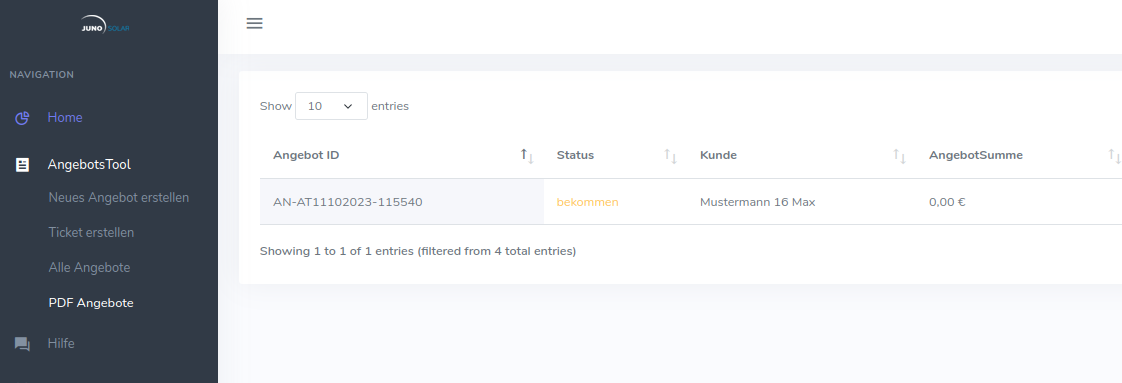 JUNO SOLAR
NAVIGATION
Home
AngebotsTool
Neues Angebot erstellen
Ticket erstellen
Alle Angebote
PDF Angebote
Hilfe
Show 10 entries
Angebot ID Status Kunde AngebotSumme
AN-AT11102023-115540 bekommen Mustermann 16 Max 0,00 €
Showing 1 to 1 of 1 entries (filtered from 4 total entries)